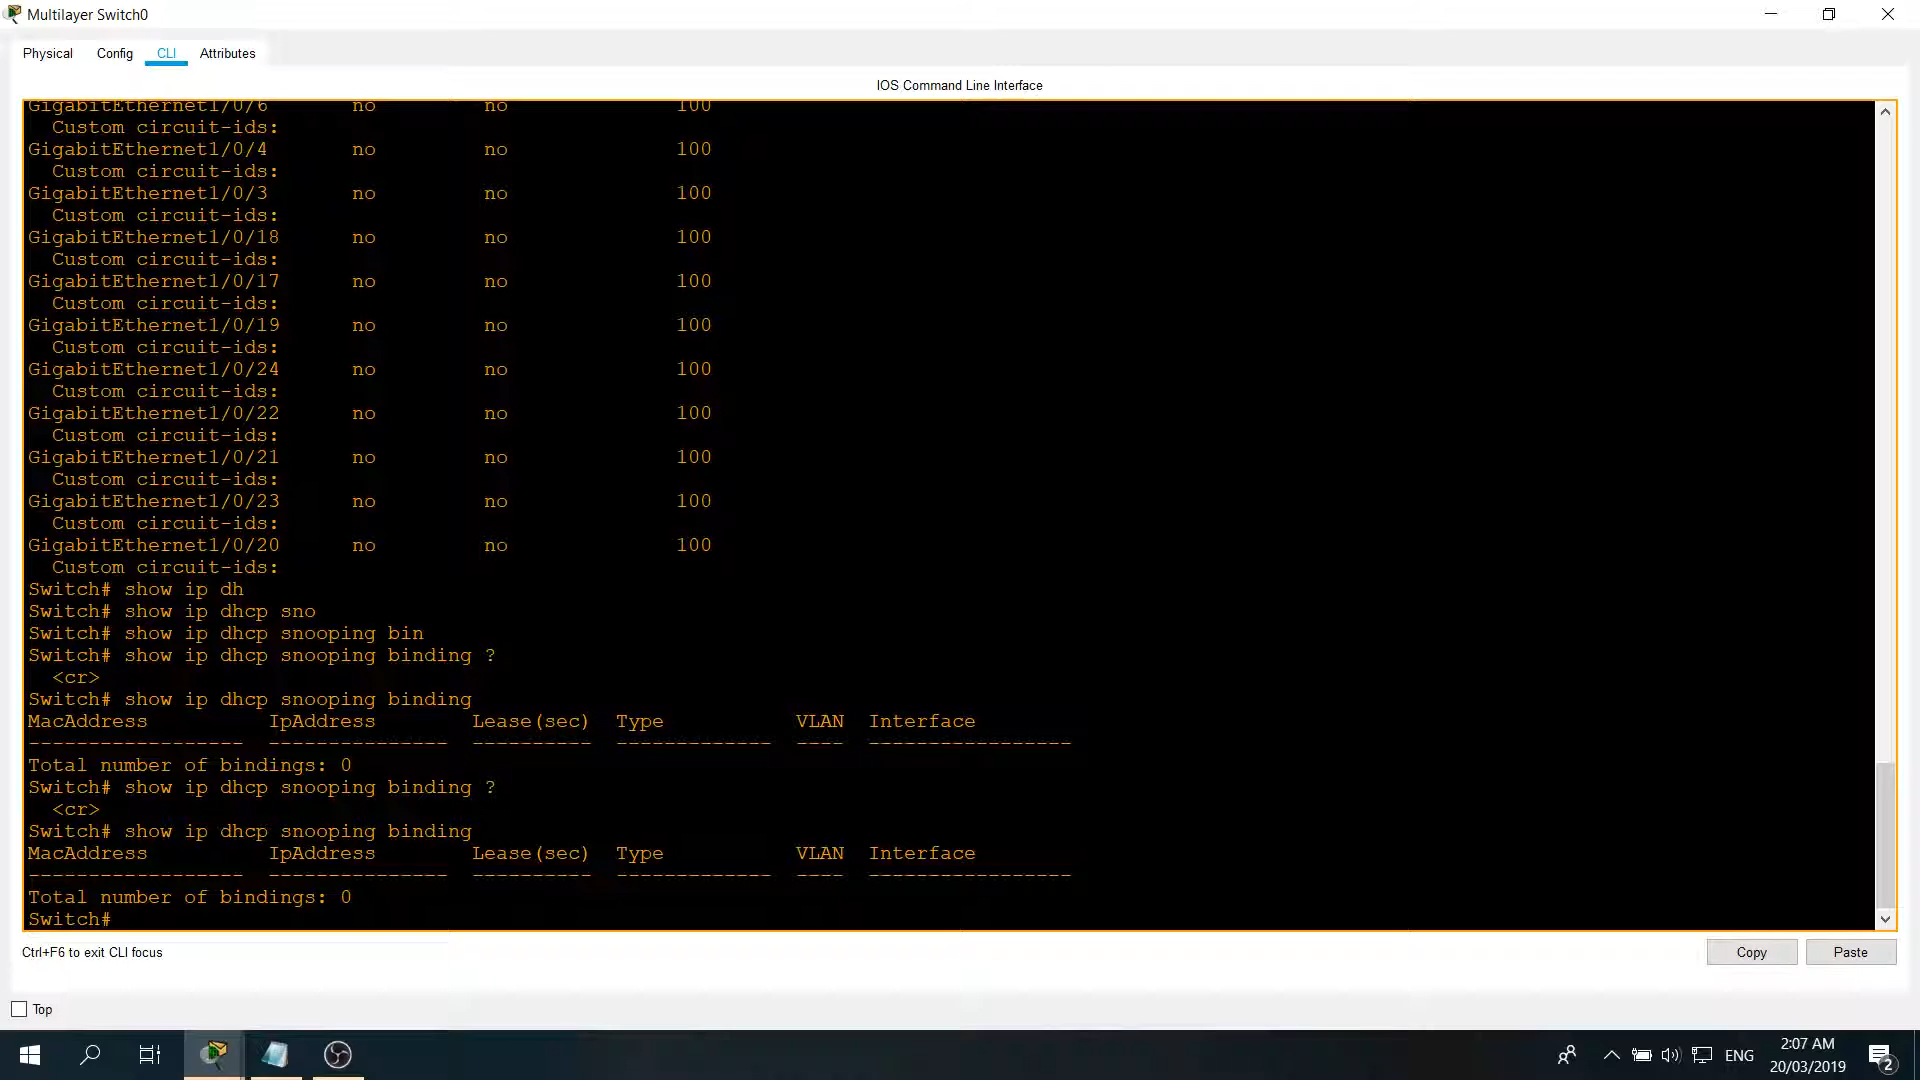 Multilayer Switch0
Physical Config CLI Attributes
IOS Command Line Interface
GigabitEthernet1/0/6 no no 100
Custom circuit-ids:
GigabitEthernet1/0/4 no no 100
Custom circuit-ids:
GigabitEthernet1/0/3 no no 100
Custom circuit-ids:
GigabitEthernet1/0/18 no no 100
Custom circuit-ids:
GigabitEthernet1/0/17 no no 100
Custom circuit-ids:
GigabitEthernet1/0/19 no no 100
Custom circuit-ids:
GigabitEthernet1/0/24 no no 100
Custom circuit-ids:
GigabitEthernet1/0/22 no no 100
Custom circuit-ids:
GigabitEthernet1/0/21 no no 100
Custom circuit-ids:
GigabitEthernet1/0/23 no no 100
Custom circuit-ids:
GigabitEthernet1/0/20 no no 100
Custom circuit-ids:
Switch# show ip dh
Switch# show ip dhcp sno
Switch# show ip dhcp snooping bin
Switch# show ip dhcp snooping binding ?
<cr>
Switch# show ip dhcp snooping binding
MacAddress IpAddress Lease(sec) Type VLAN Interface
------------------ --------------- ---------- ------------- ---- -----------------
Total number of bindings: 0
Switch# show ip dhcp snooping binding ?
<cr>
Switch# show ip dhcp snooping binding
MacAddress IpAddress Lease(sec) Type VLAN Interface
------------------ --------------- ---------- ------------- ---- -----------------
Total number of bindings: 0
Switch#
Ctrl+F6 to exit CLI focus
Copy Paste
Top
ENG
2:07 AM
20/03/2019
2